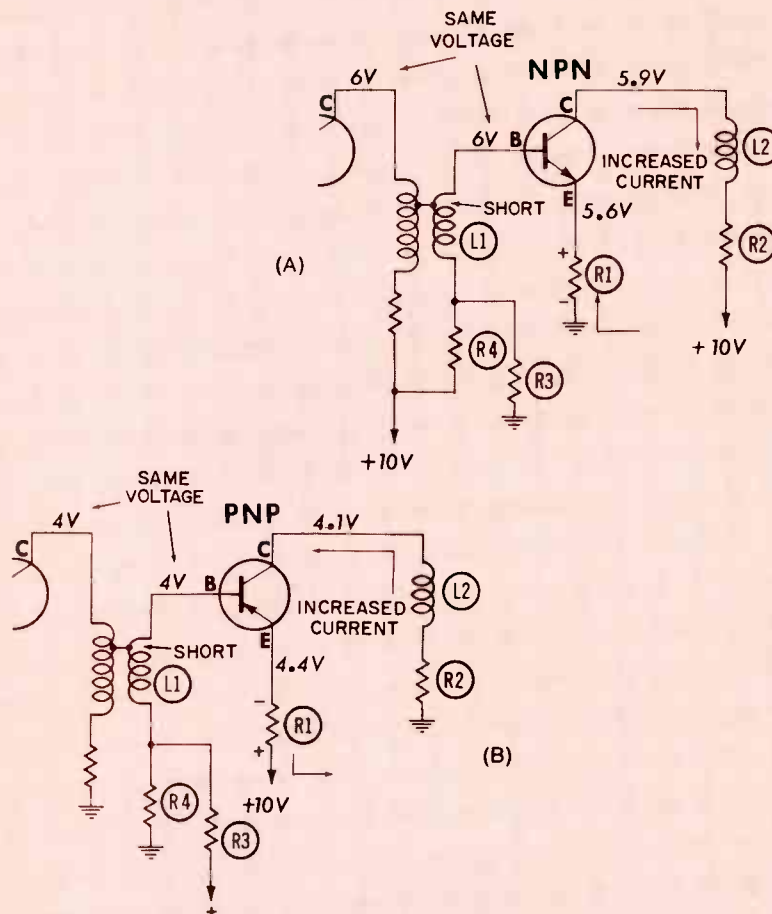 SAME
VOLTAGE
6V
NPN
C
C
5.9V
6V
B
L2
INCREASED
CURRENT
SHORT
E
5.6V
L1
R2
(A)
+
R1
-
R4
+10V
R3
+10V
SAME
VOLTAGE
PNP
4V
4.1V
C
C
4V
B
L2
INCREASED
CURRENT
SHORT
E
4.4V
L1
R2
-
R1
+
(B)
R4
+10V
R3
+